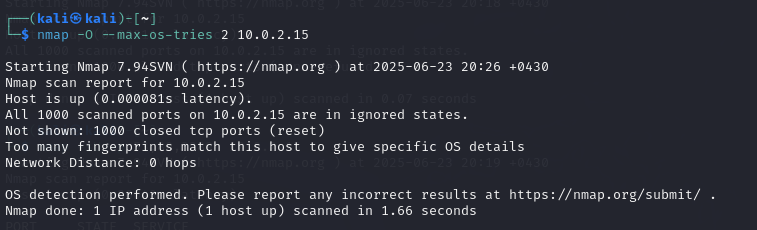 ┌──(kali㉿kali)-[~]
└─$ nmap -O --max-os-tries 2 10.0.2.15
Starting Nmap 7.94SVN ( https://nmap.org ) at 2025-06-23 20:26 +0430
Nmap scan report for 10.0.2.15
Host is up (0.000081s latency).
All 1000 scanned ports on 10.0.2.15 are in ignored states.
Not shown: 1000 closed tcp ports (reset)
Too many fingerprints match this host to give specific OS details
Network Distance: 0 hops
OS detection performed. Please report any incorrect results at https://nmap.org/submit/ .
Nmap done: 1 IP address (1 host up) scanned in 1.66 seconds